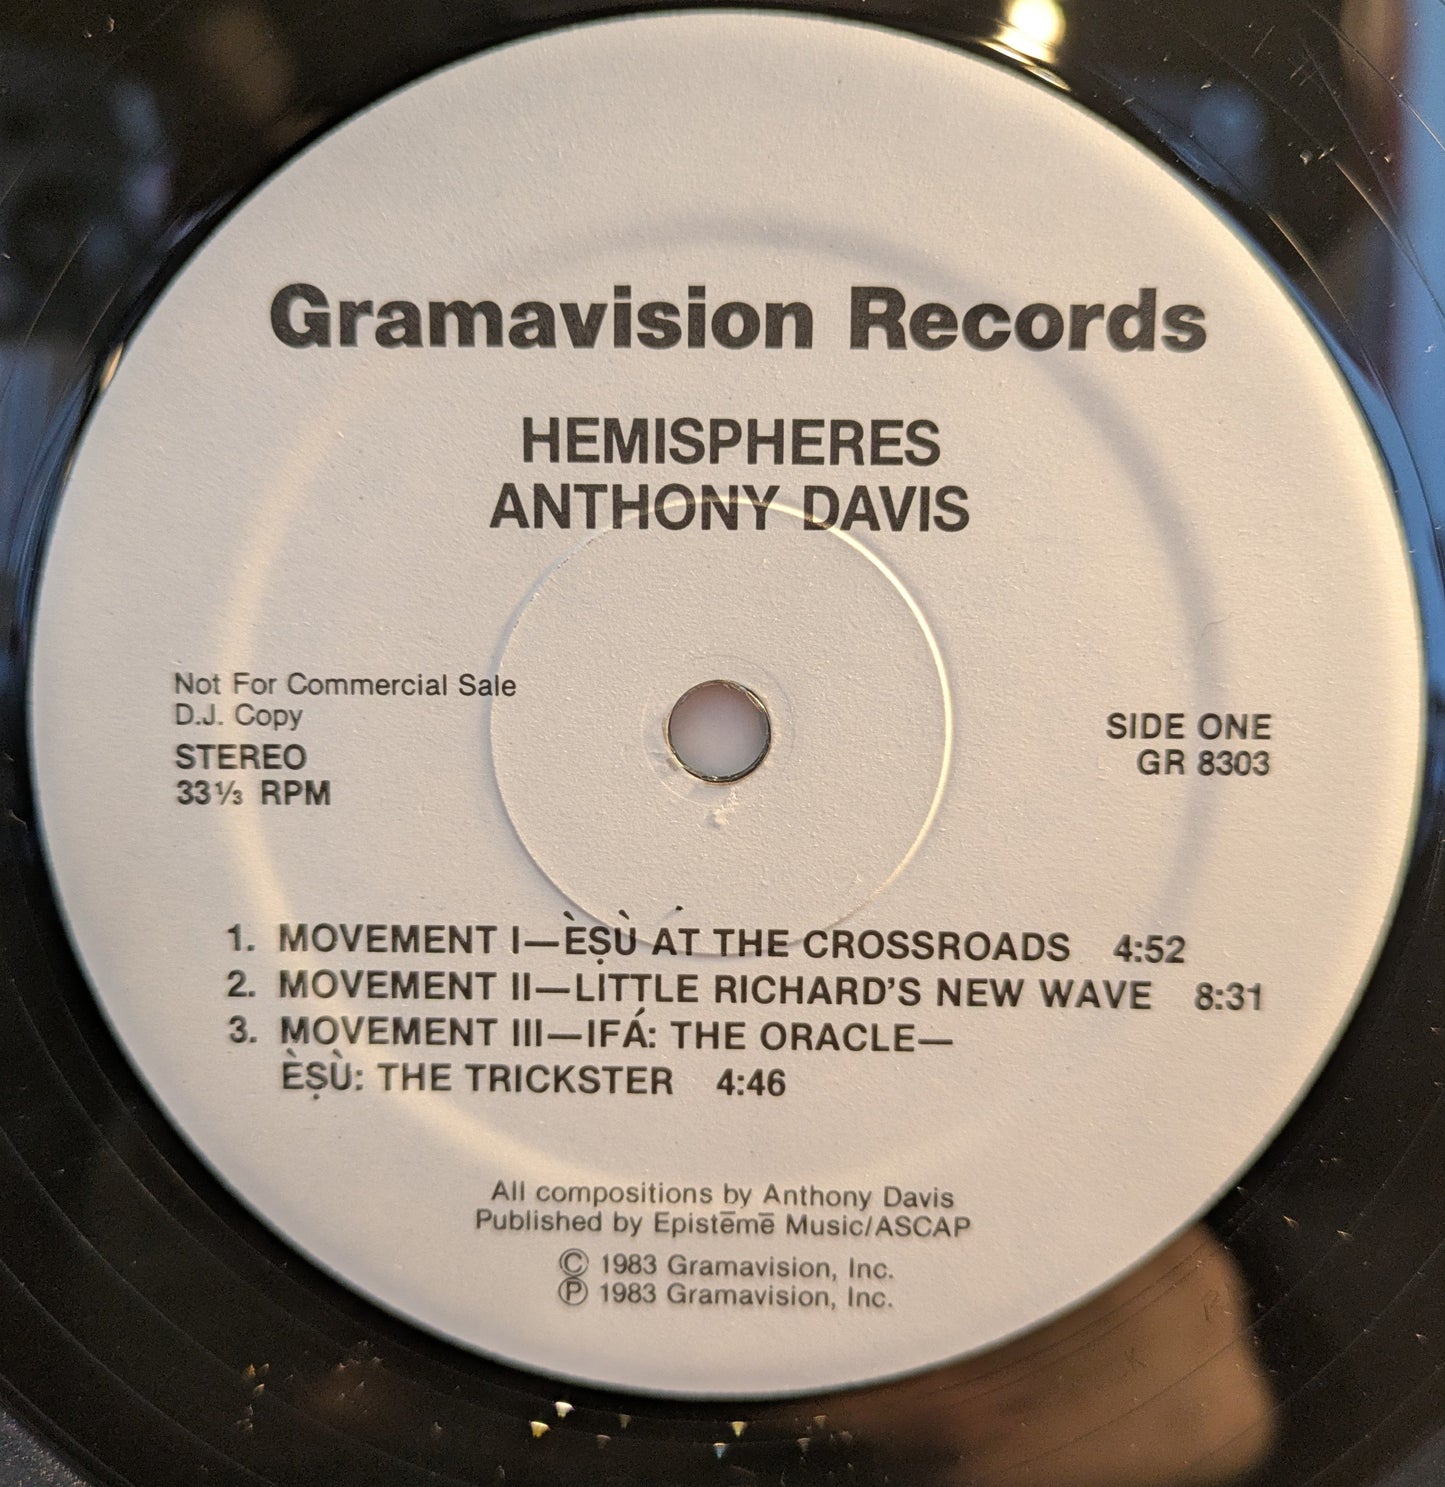 Gramavision Records
HEMISPHERES
ANTHONY DAVIS
Not For Commercial Sale
D.J. Copy
STEREO
33⅓ RPM
SIDE ONE
GR 8303
1. MOVEMENT I—ÈṢÙ AT THE CROSSROADS 4:52
2. MOVEMENT II—LITTLE RICHARD'S NEW WAVE 8:31
3. MOVEMENT III—IFÁ: THE ORACLE—
ÈṢÙ: THE TRICKSTER 4:46
All compositions by Anthony Davis
Published by Epistēmē Music/ASCAP
© 1983 Gramavision, Inc.
℗ 1983 Gramavision, Inc.